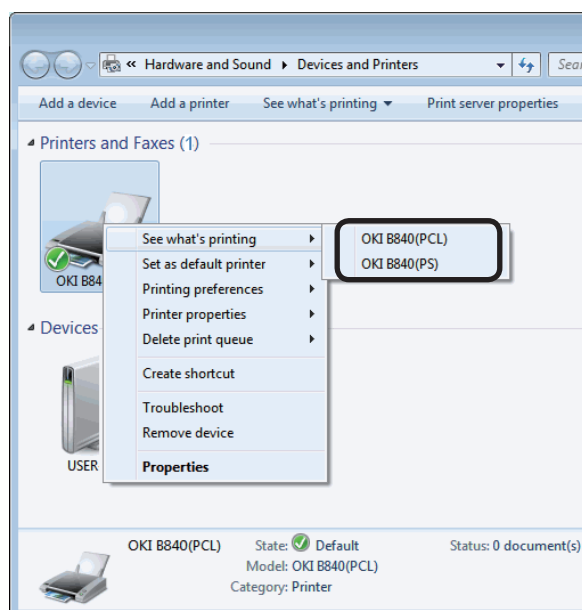 « Hardware and Sound ▸ Devices and Printers
Sear
Add a device Add a printer See what's printing ▾ Print server properties
Printers and Faxes (1)
See what's printing
OKI B840(PCL)
Set as default printer
OKI B840(PS)
Printing preferences
OKI B84
Printer properties
Devices
Delete print queue
Create shortcut
Troubleshoot
Remove device
USER
Properties
OKI B840(PCL) State: Default Status: 0 document(s)
Model: OKI B840(PCL)
Category: Printer